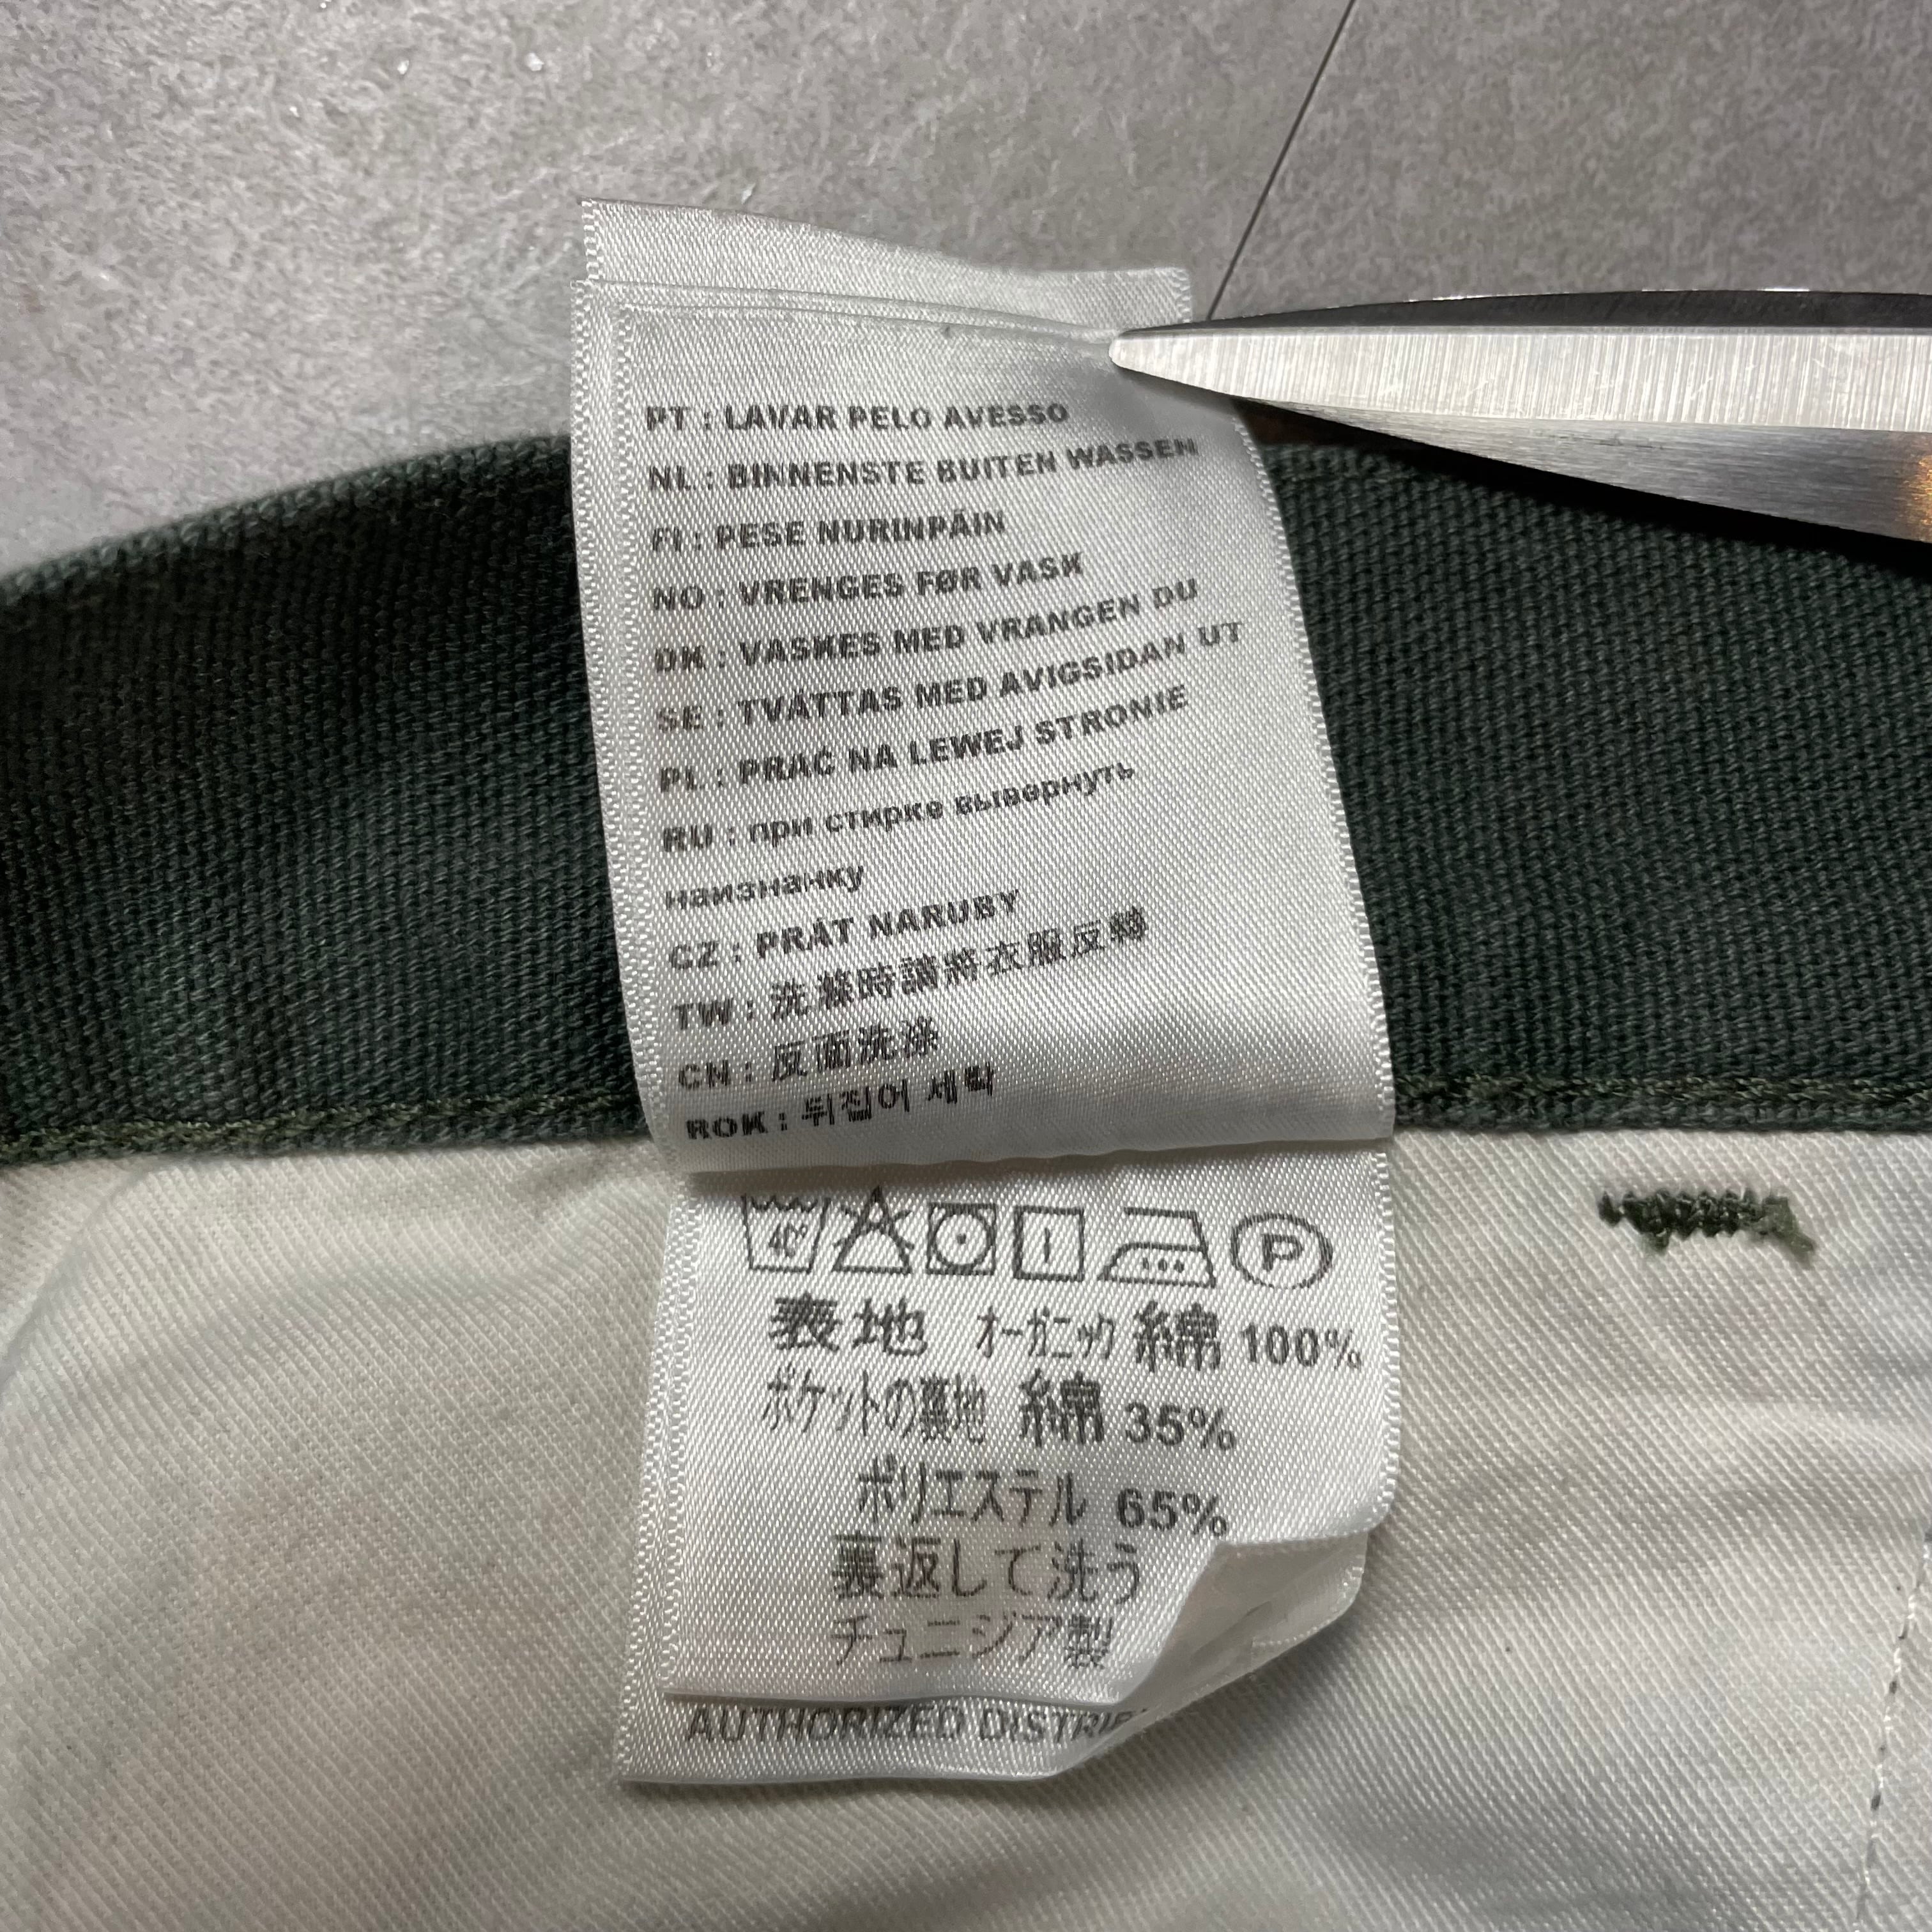 PT : LAVAR PELO AVESSO
NL : BINNENSTE BUITEN WASSEN
FI : PESE NURINPÄIN
NO : VRENGES FØR VASK
DK : VASKES MED VRANGEN DU
SE : TVÄTTAS MED AVIGSIDAN UT
PL : PRAĆ NA LEWEJ STRONIE
RU : при стирке вывернуть
наизнанку
CZ : PRÁT NARUBY
TW : 洗滌時請將衣服反轉
CN : 反面洗涤
ROK : 뒤집어 세탁
40° P
表地 オーガニック 綿 100%
ポケットの裏地 綿 35%
ポリエステル 65%
裏返して洗う
チュニジア製
AUTHORIZED